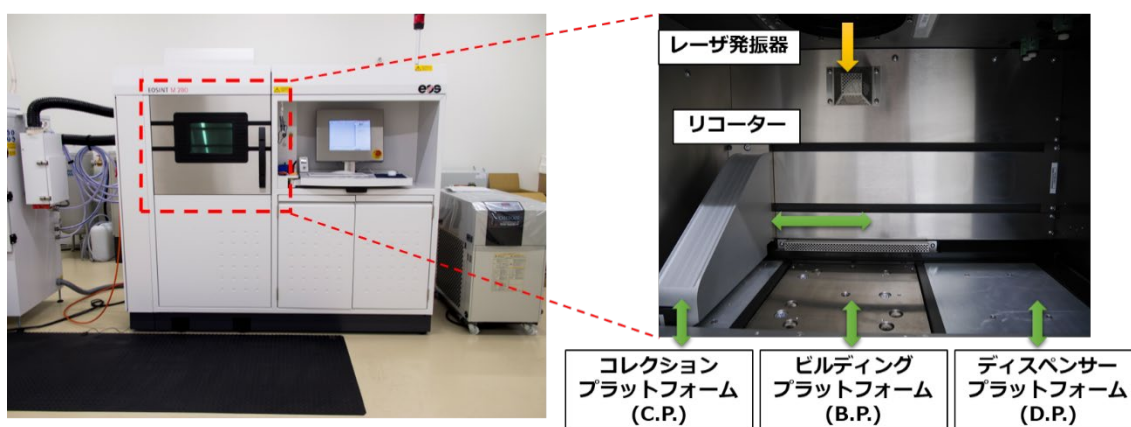 EOSINT M 280
eos
レーザ発振器
リコーター
コレクション
プラットフォーム
(C.P.)
ビルディング
プラットフォーム
(B.P.)
ディスペンサー
プラットフォーム
(D.P.)